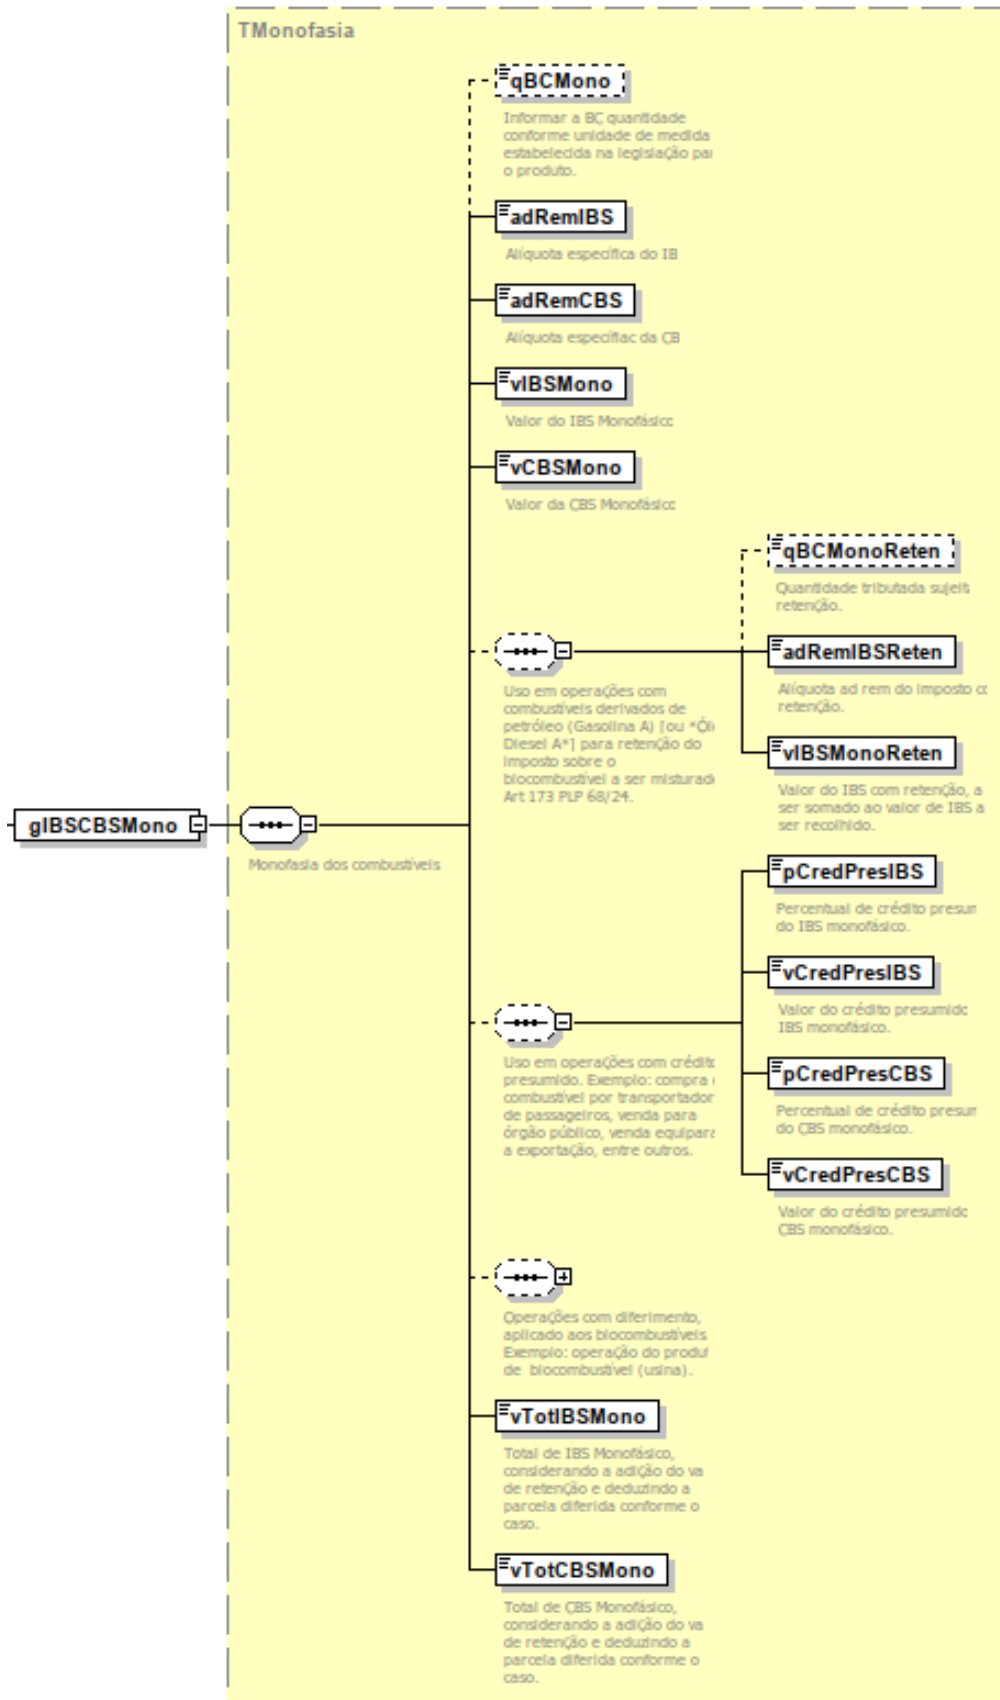 TMonofasia
qBCMono
Informar a BC quantidade
conforme unidade de medida
estabelecida na legislação
o produto.
adRemIBS
Alíquota específica do IB
adRemCBS
Alíquota específiac da CB
vIBSMono
Valor do IBS Monofásico
vCBSMono
Valor da CBS Monofásico
qBCMonoReten
Quantidade tributada
retenção.
adRemIBSReten
Alíquota ad rem do imposto
retenção.
vIBSMonoReten
Valor do IBS com retenção, a
ser somado ao valor de IBS a
ser recolhido.
Uso em operações com
combustíveis derivados de
petróleo (Gasolina A) [ou
Diesel A*] para retenção do
imposto sobre o
biocombustível a ser
Art 173 PLP 68/24.
gIBSCBSMono
Monofasia dos combustíveis
pCredPresIBS
Percentual de crédito
do IBS monofásico.
vCredPresIBS
Valor do crédito presumido
IBS monofásico.
pCredPresCBS
Percentual de crédito
do CBS monofásico.
vCredPresCBS
Valor do crédito presumido
CBS monofásico.
Uso em operações com crédito
presumido. Exemplo: compra
combustível por transportador
de passageiros, venda para
órgão público, venda
a exportação, entre outros.
Operações com diferimento,
aplicado aos biocombustíveis.
Exemplo: operação do
de biocombustível (usina).
vTotIBSMono
Total de IBS Monofásico,
considerando a adição do va
de retenção e deduzindo a
parcela diferida conforme o
caso.
vTotCBSMono
Total de CBS Monofásico,
considerando a adição do va
de retenção e deduzindo a
parcela diferida conforme o
caso.